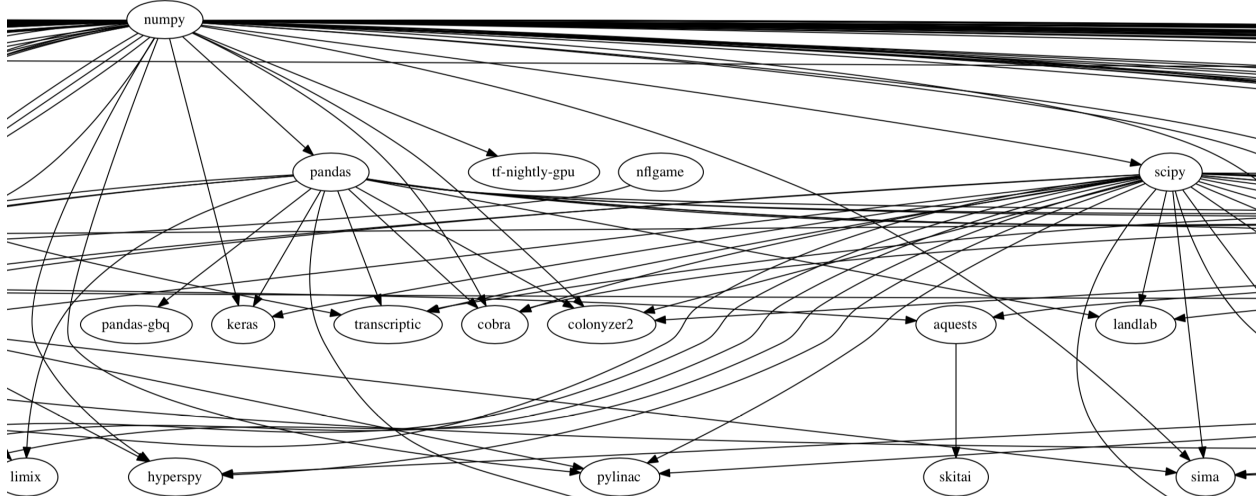 numpy
pandas
tf-nightly-gpu
nflgame
scipy
pandas-gbq
keras
transcriptic
cobra
colonyzer2
aquests
landlab
limix
hyperspy
pylinac
skitai
sima